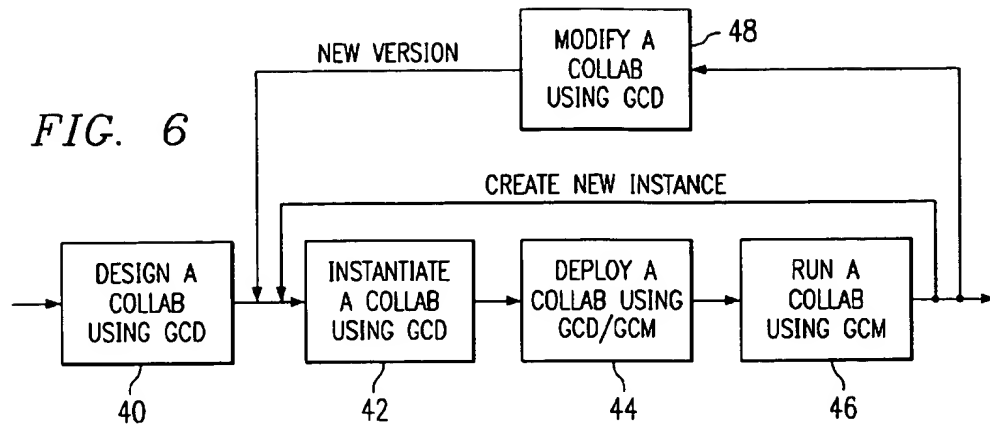 MODIFY A
COLLAB
USING GCD
48
NEW VERSION
FIG. 6
CREATE NEW INSTANCE
DESIGN A
COLLAB
USING GCD
INSTANTIATE
A COLLAB
USING GCD
DEPLOY A
COLLAB USING
GCD/GCM
RUN A
COLLAB
USING GCM
40
42
44
46